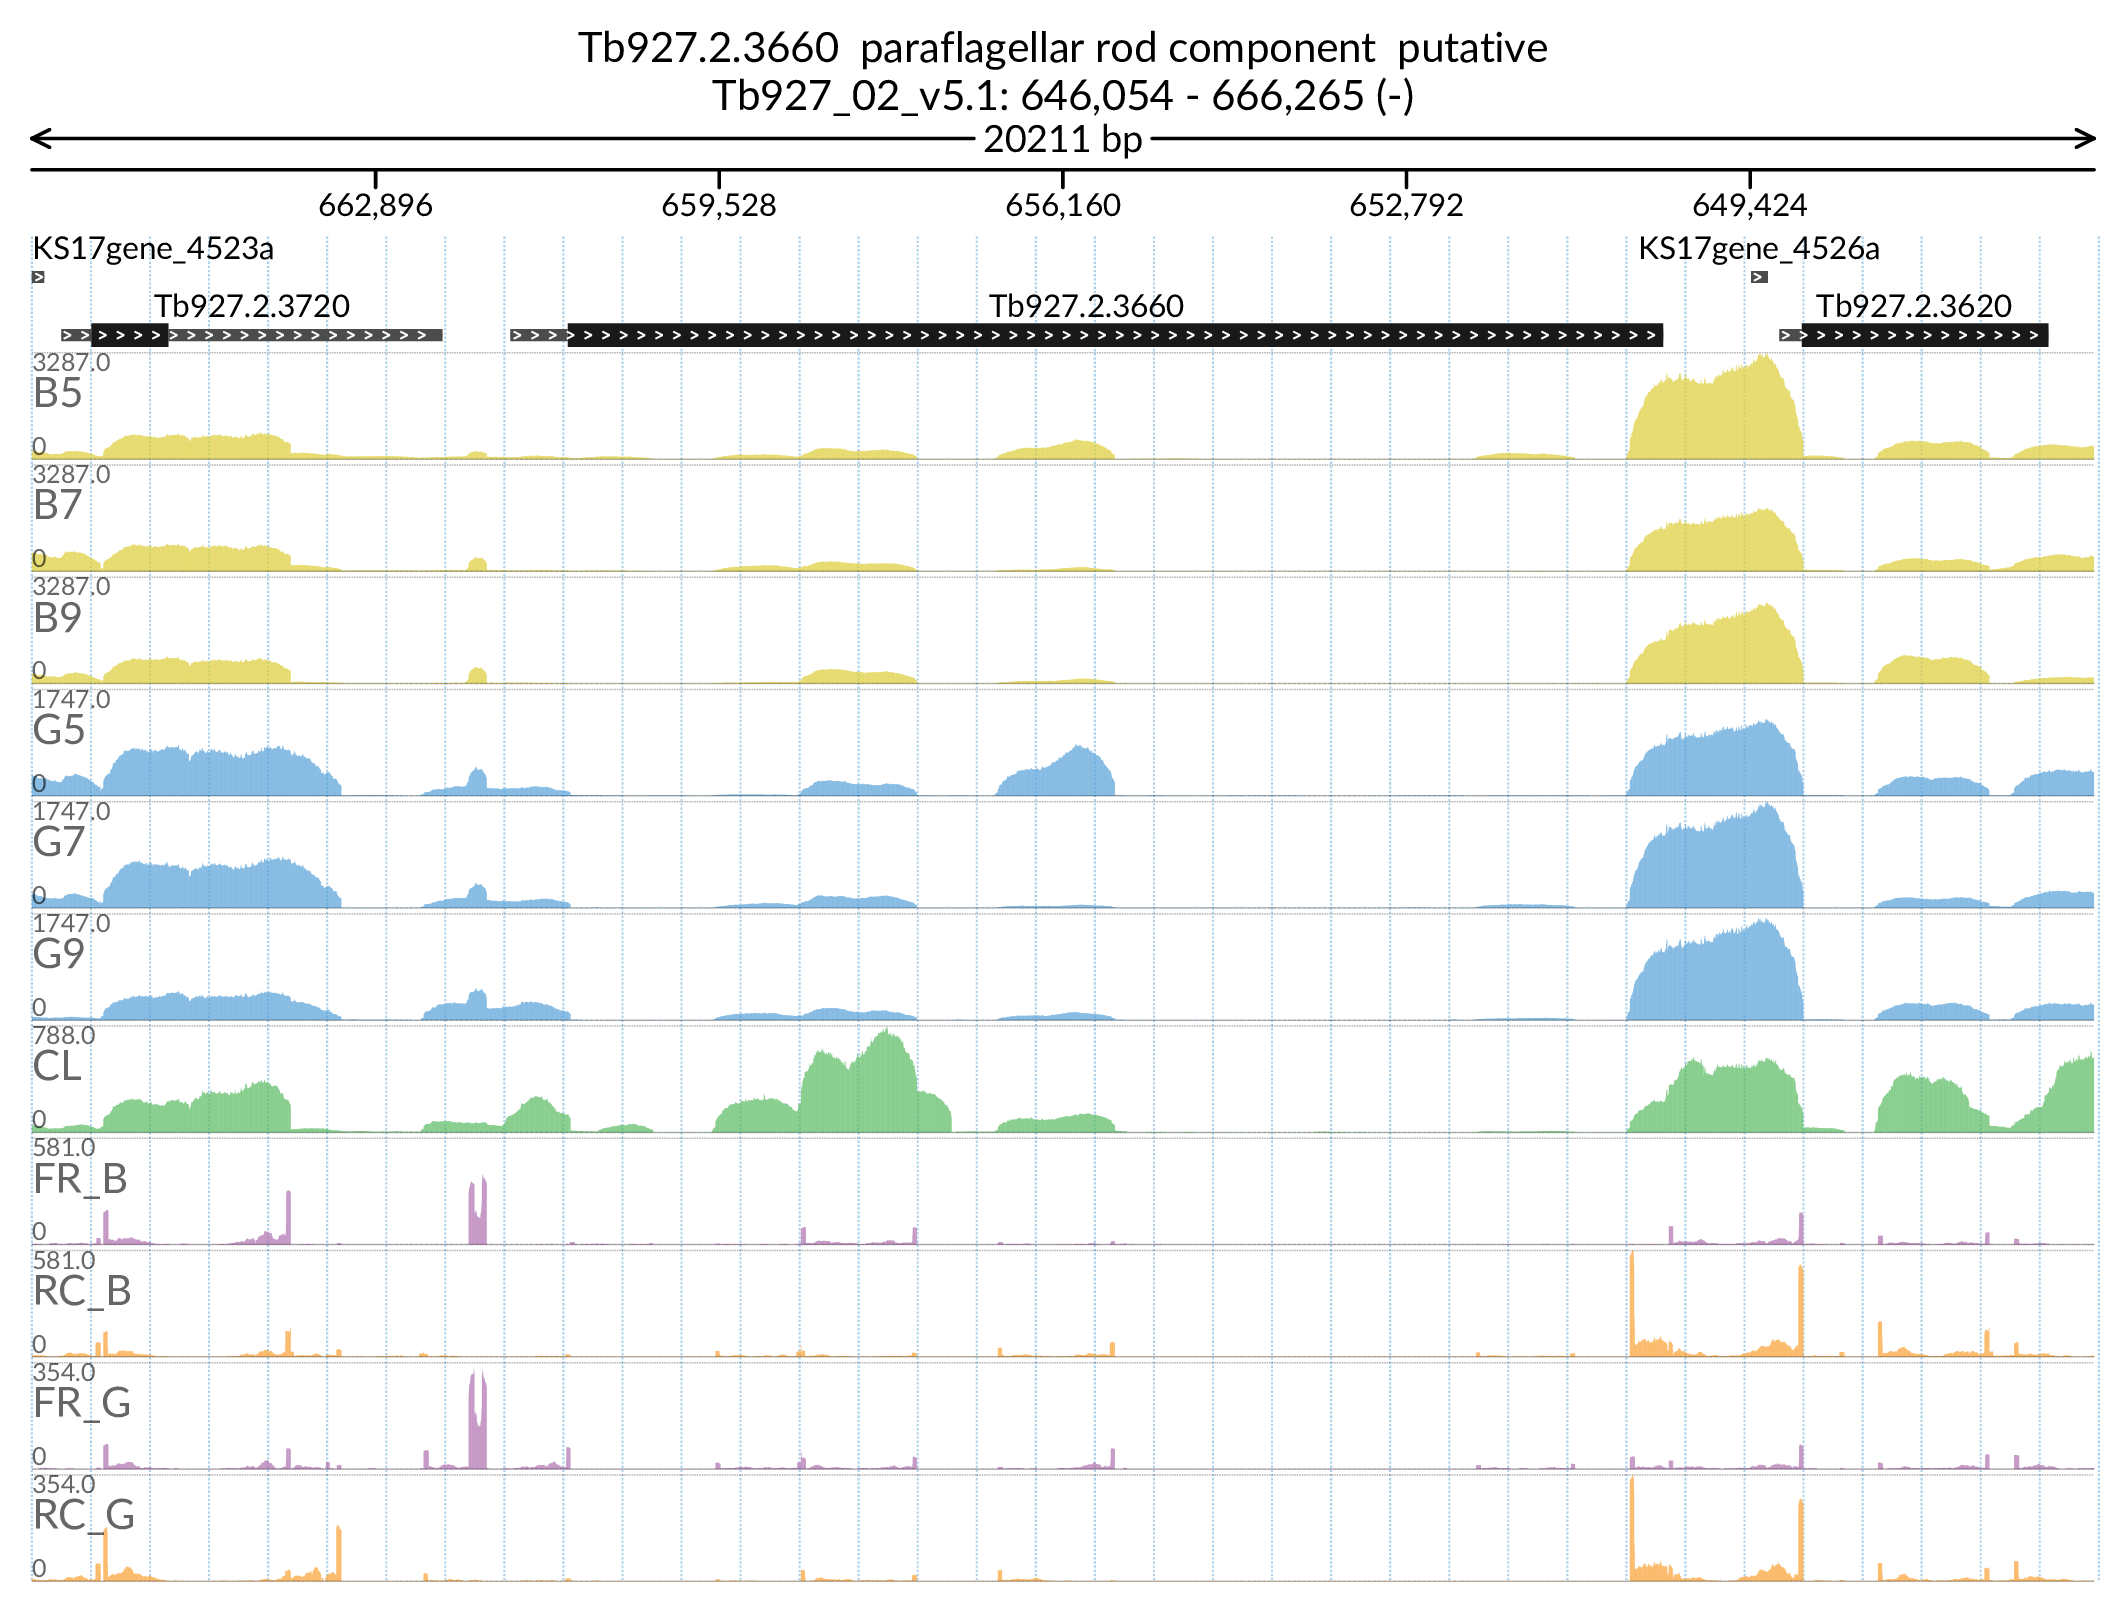 Tb927.2.3660  paraflagellar rod component  putative
Tb927_02_v5.1: 646,054 - 666,265 (-)
20211 bp
662,896 659,528 656,160 652,792 649,424
KS17gene_4523a KS17gene_4526a
Tb927.2.3720 Tb927.2.3660 Tb927.2.3620
3287.0
B5
0
3287.0
B7
0
3287.0
B9
0
1747.0
G5
0
1747.0
G7
0
1747.0
G9
0
788.0
CL
0
581.0
FR_B
0
581.0
RC_B
0
354.0
FR_G
0
354.0
RC_G
0